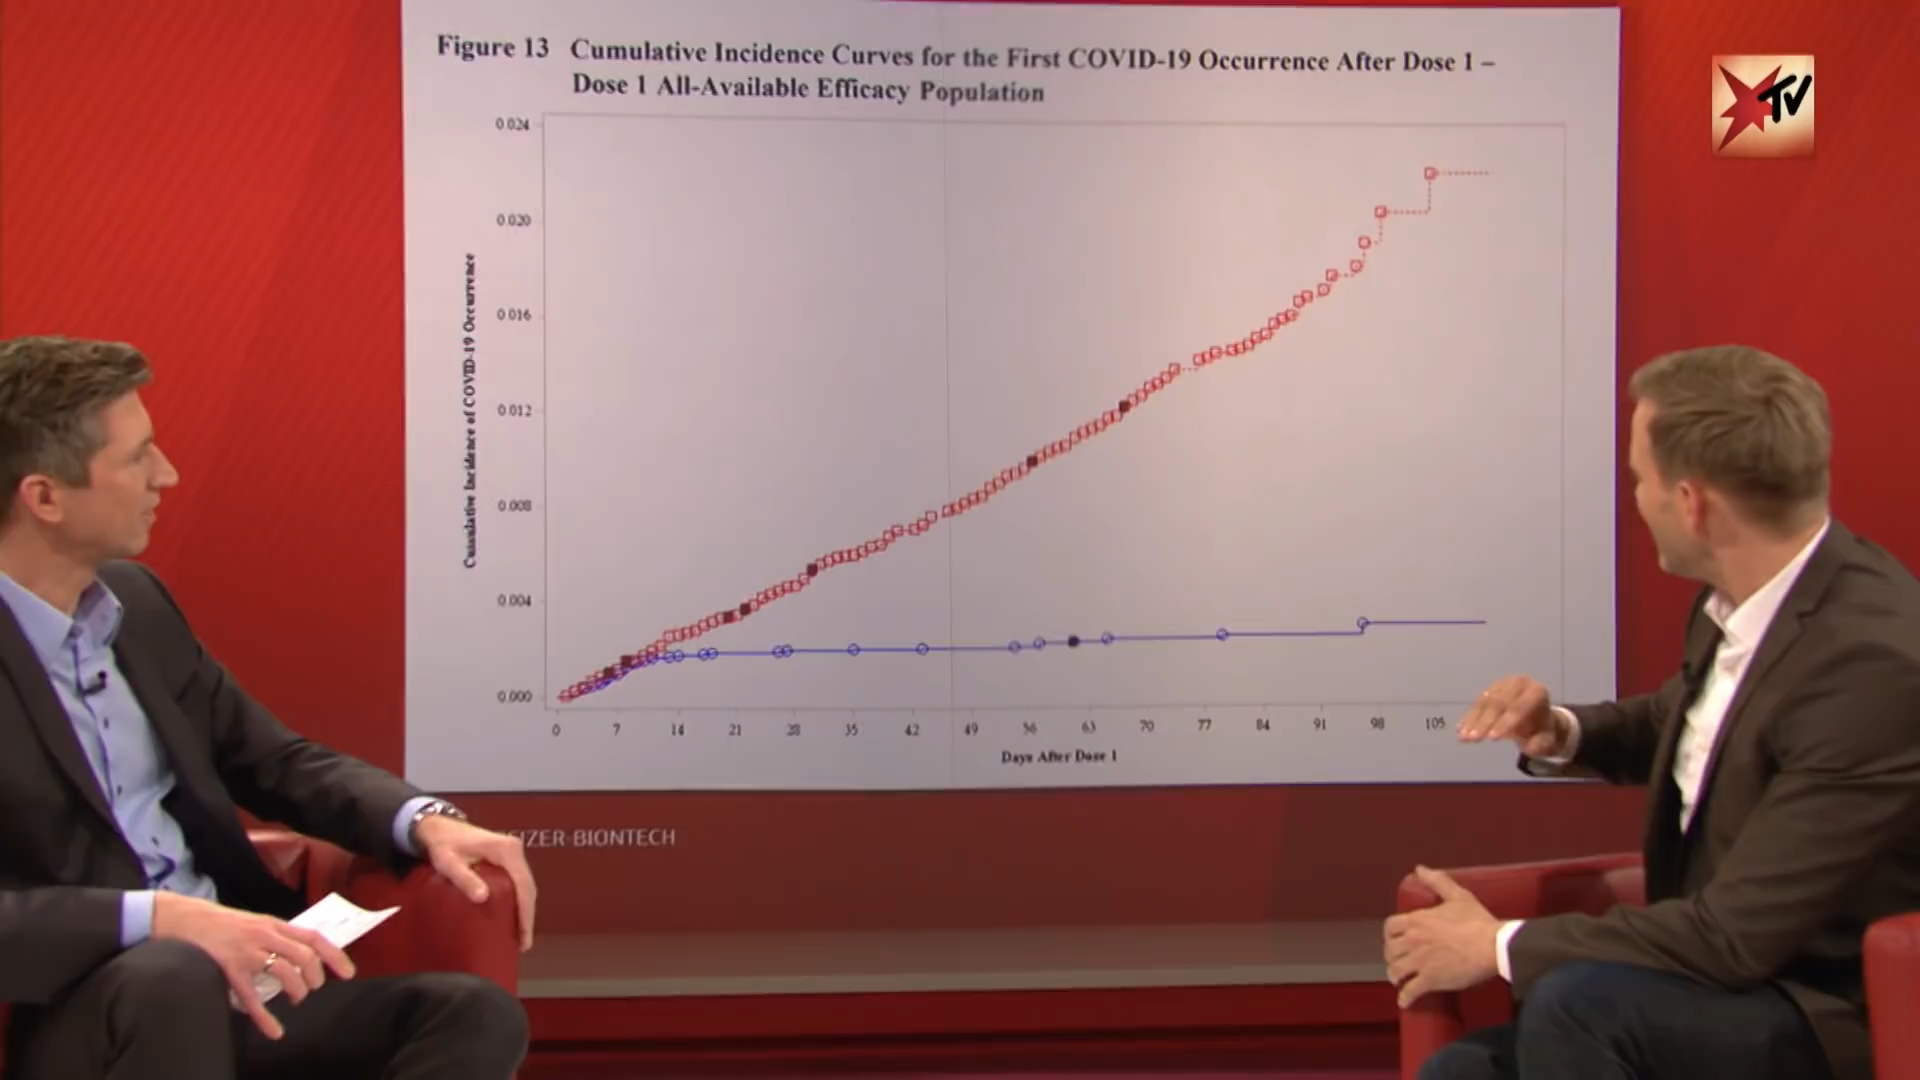 Figure 13 Cumulative Incidence Curves for the First COVID-19 Occurrence After Dose 1 –
Dose 1 All-Available Efficacy Population
TV
0.024
0.020
0.016
0.012
0.008
0.004
0.000
Cumulative Incidence of COVID-19 Occurrence
0 7 14 21 28 35 42 49 56 63 70 77 84 91 98 105
Days After Dose 1
FIZER-BIONTECH